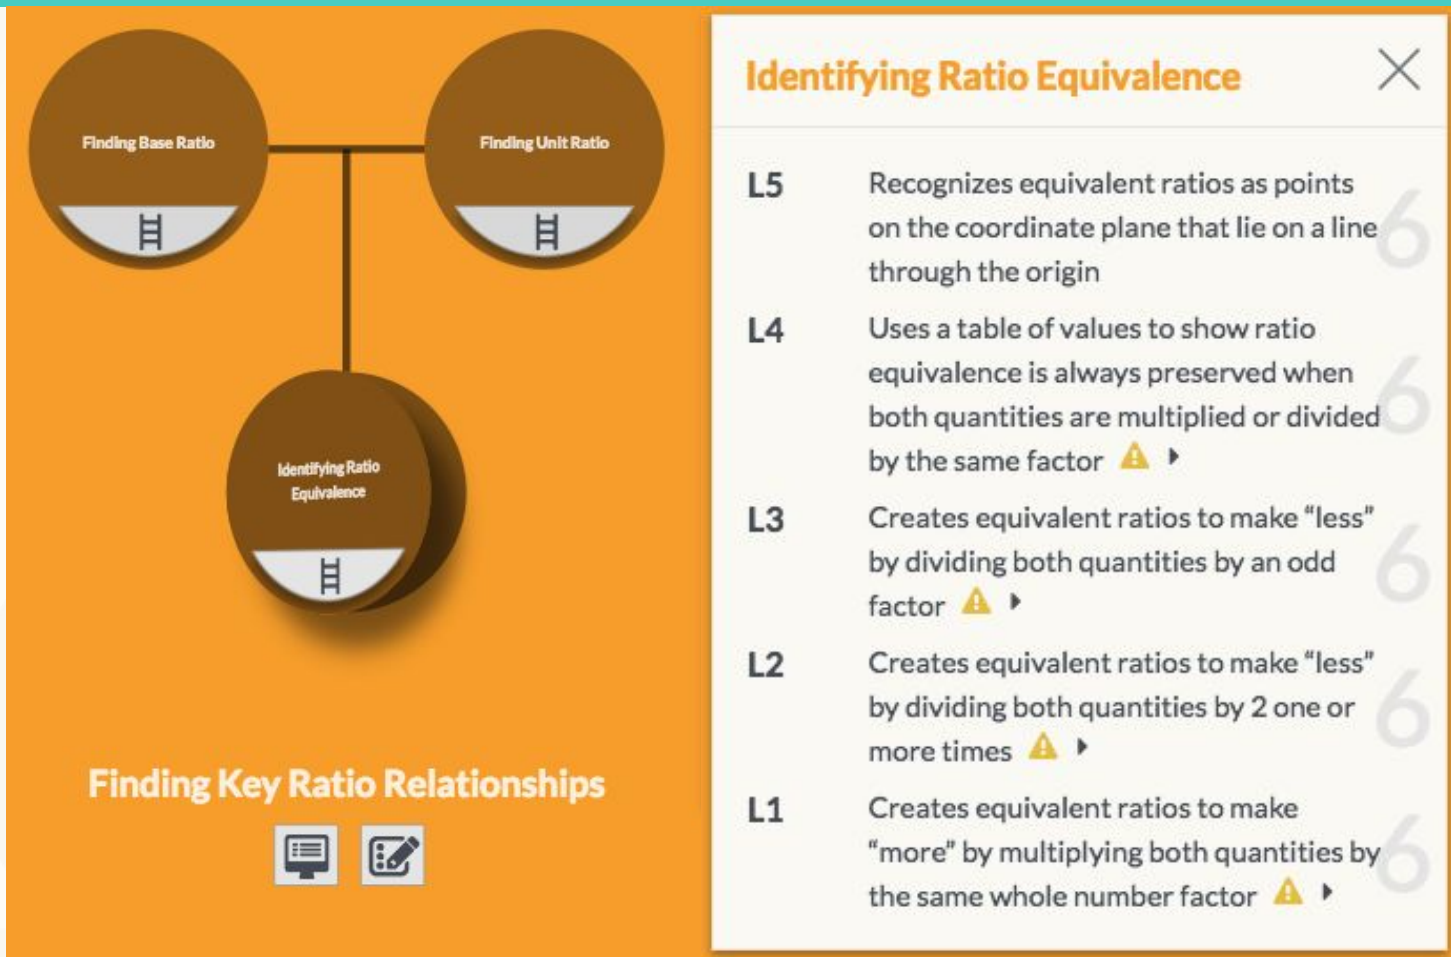 Finding Base Ratio
Finding Unit Ratio
Identifying Ratio
Equivalence
Finding Key Ratio Relationships
Identifying Ratio Equivalence
L5 Recognizes equivalent ratios as points
on the coordinate plane that lie on a line
through the origin
6
L4 Uses a table of values to show ratio
equivalence is always preserved when
both quantities are multiplied or divided
by the same factor
6
L3 Creates equivalent ratios to make “less”
by dividing both quantities by an odd
factor
6
L2 Creates equivalent ratios to make “less”
by dividing both quantities by 2 one or
more times
6
L1 Creates equivalent ratios to make
“more” by multiplying both quantities by
the same whole number factor
6